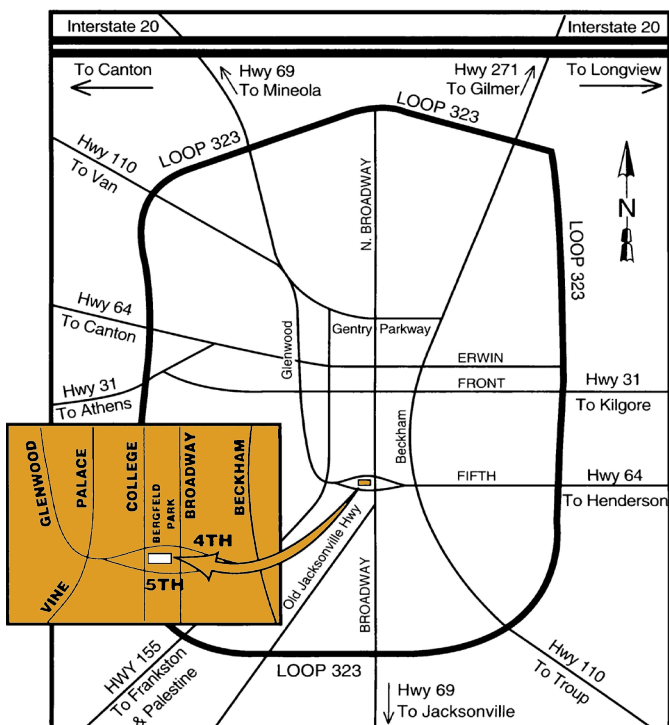 Interstate 20
Interstate 20
To Canton
Hwy 69
To Mineola
Hwy 271
To Gilmer
To Longview
LOOP 323
LOOP 323
Hwy 110
To Van
N. BROADWAY
N
LOOP 323
Hwy 64
To Canton
Glenwood
Gentry Parkway
ERWIN
Hwy 31
To Athens
FRONT
Hwy 31
To Kilgore
Beckham
FIFTH
Hwy 64
To Henderson
GLENWOOD
PALACE
COLLEGE
BERGFELD
PARK
BROADWAY
BECKHAM
4TH
5TH
VINE
Old Jacksonville Hwy
BROADWAY
HWY 155
To Frankston
& Palestine
LOOP 323
Hwy 110
To Troup
Hwy 69
To Jacksonville